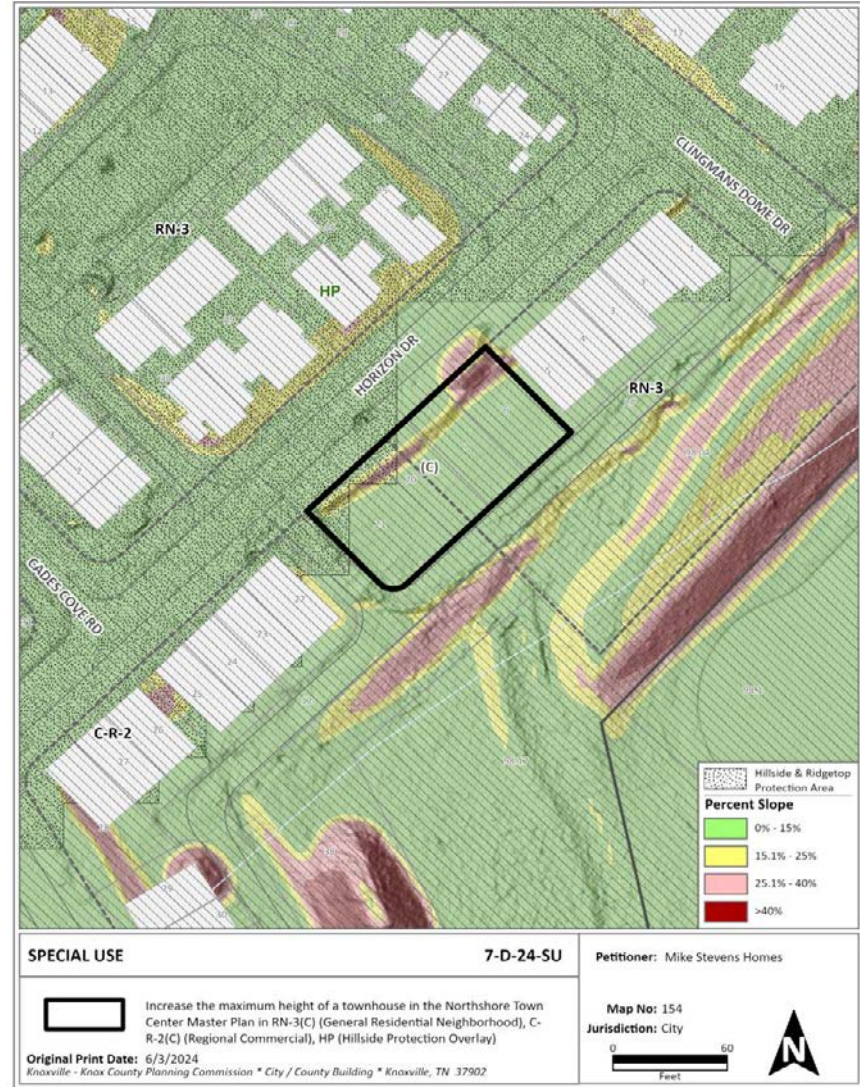 CLINGMANS DOME DR
RN-3
HP
HORIZON DR
RN-3
(C)
CADES COVE RD
C-R-2
Hillside & Ridgetop
Protection Area
Percent Slope
0% - 15%
15.1% - 25%
25.1% - 40%
>40%
SPECIAL USE
7-D-24-SU
Petitioner: Mike Stevens Homes
Increase the maximum height of a townhouse in the Northshore Town
Center Master Plan in RN-3(C) (General Residential Neighborhood), C-
R-2(C) (Regional Commercial), HP (Hillside Protection Overlay)
Map No: 154
Jurisdiction: City
Original Print Date: 6/3/2024
Knoxville - Knox County Planning Commission * City / County Building * Knoxville, TN 37902
0 60
Feet
N